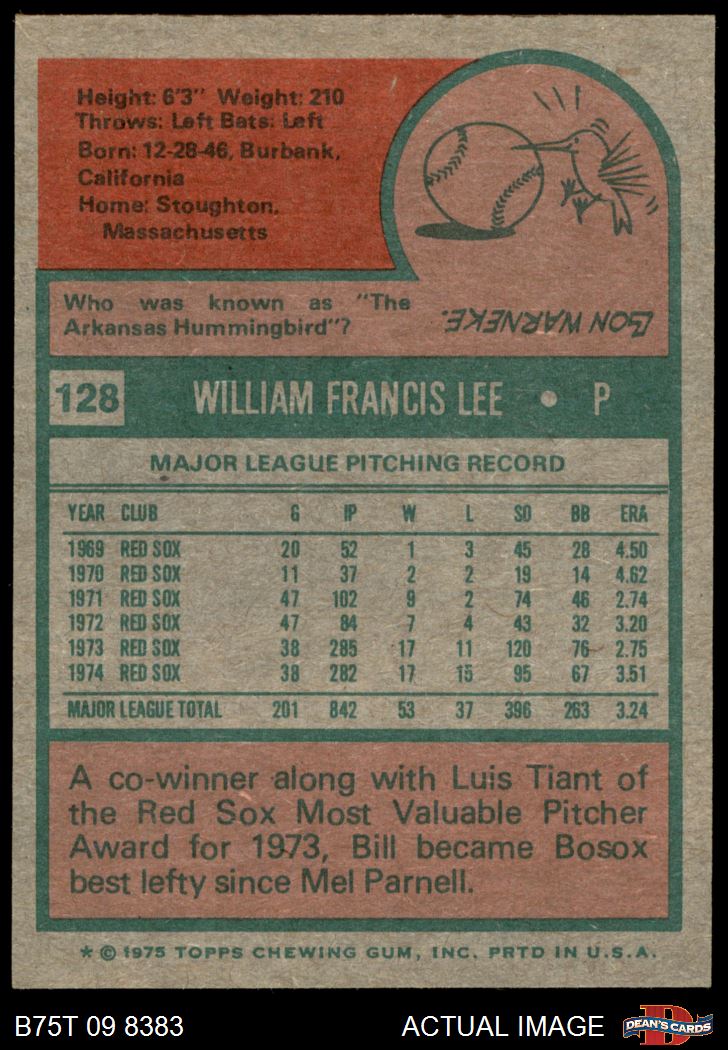 Height: 6'3" Weight: 210
Throws: Left Bats: Left
Born: 12-28-46, Burbank,
California
Home: Stoughton,
Massachusetts
Who was known as "The
Arkansas Hummingbird"?
LON WARNEKE.
128 WILLIAM FRANCIS LEE • P
MAJOR LEAGUE PITCHING RECORD
YEAR CLUB G IP W L SO BB ERA
1969 RED SOX 20 52 1 3 45 28 4.50
1970 RED SOX 11 37 2 2 19 14 4.62
1971 RED SOX 47 102 9 2 74 46 2.74
1972 RED SOX 47 84 7 4 43 32 3.20
1973 RED SOX 38 285 17 11 120 76 2.75
1974 RED SOX 38 282 17 15 95 67 3.51
MAJOR LEAGUE TOTAL 201 842 53 37 396 263 3.24
A co-winner along with Luis Tiant of
the Red Sox Most Valuable Pitcher
Award for 1973, Bill became Bosox
best lefty since Mel Parnell.
* © 1975 TOPPS CHEWING GUM, INC. PRTD IN U.S.A.
B75T 09 8383 ACTUAL IMAGE D DEAN'S CARDS